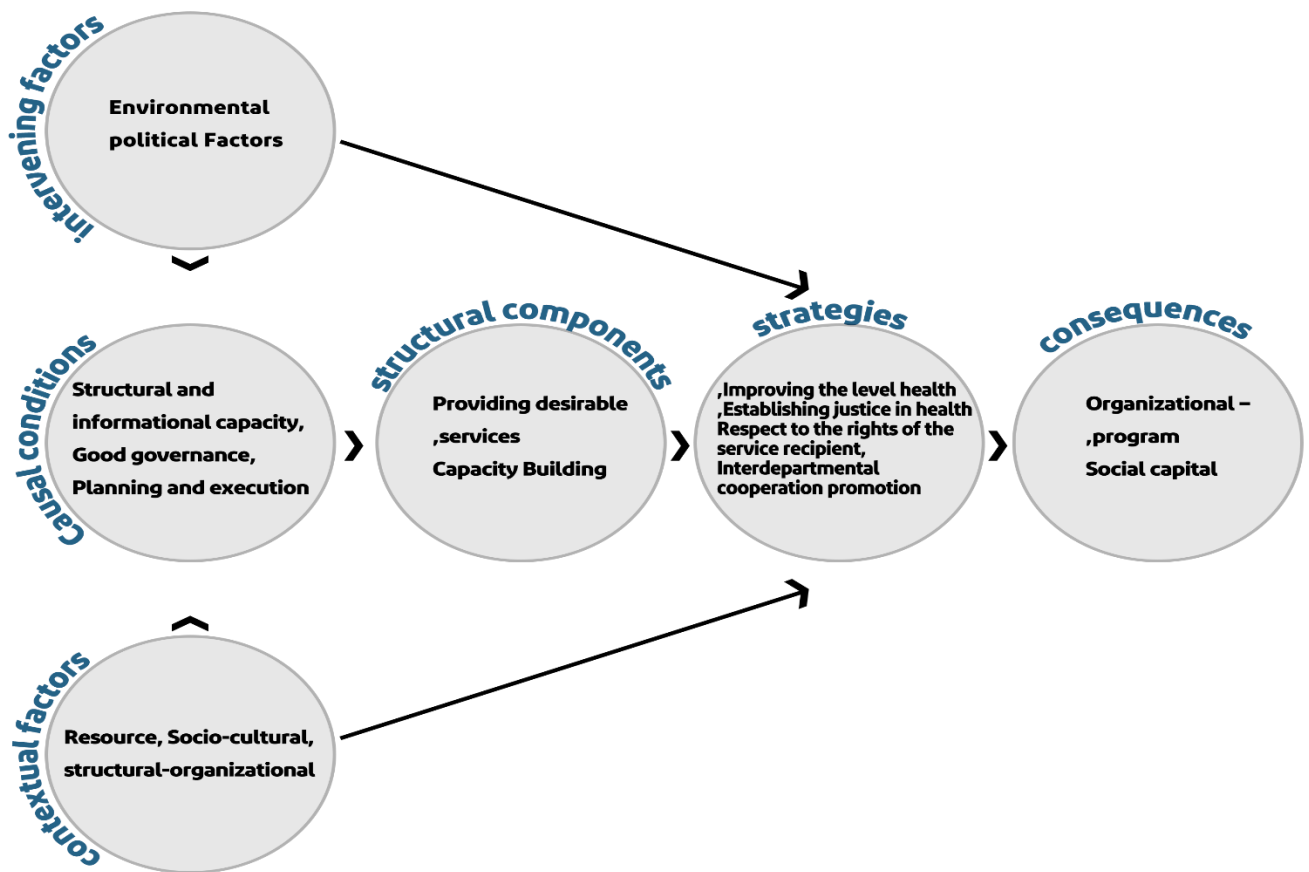 intervening factors
Environmental
political Factors
Causal conditions
Structural and
informational capacity,
Good governance,
Planning and execution
structural components
Providing desirable
,services
Capacity Building
strategies
,Improving the level health
,Establishing justice in health
Respect to the rights of the
service recipient,
Interdepartmental
cooperation promotion
consequences
Organizational –
,program
Social capital
contextual factors
Resource, Socio-cultural,
structural-organizational